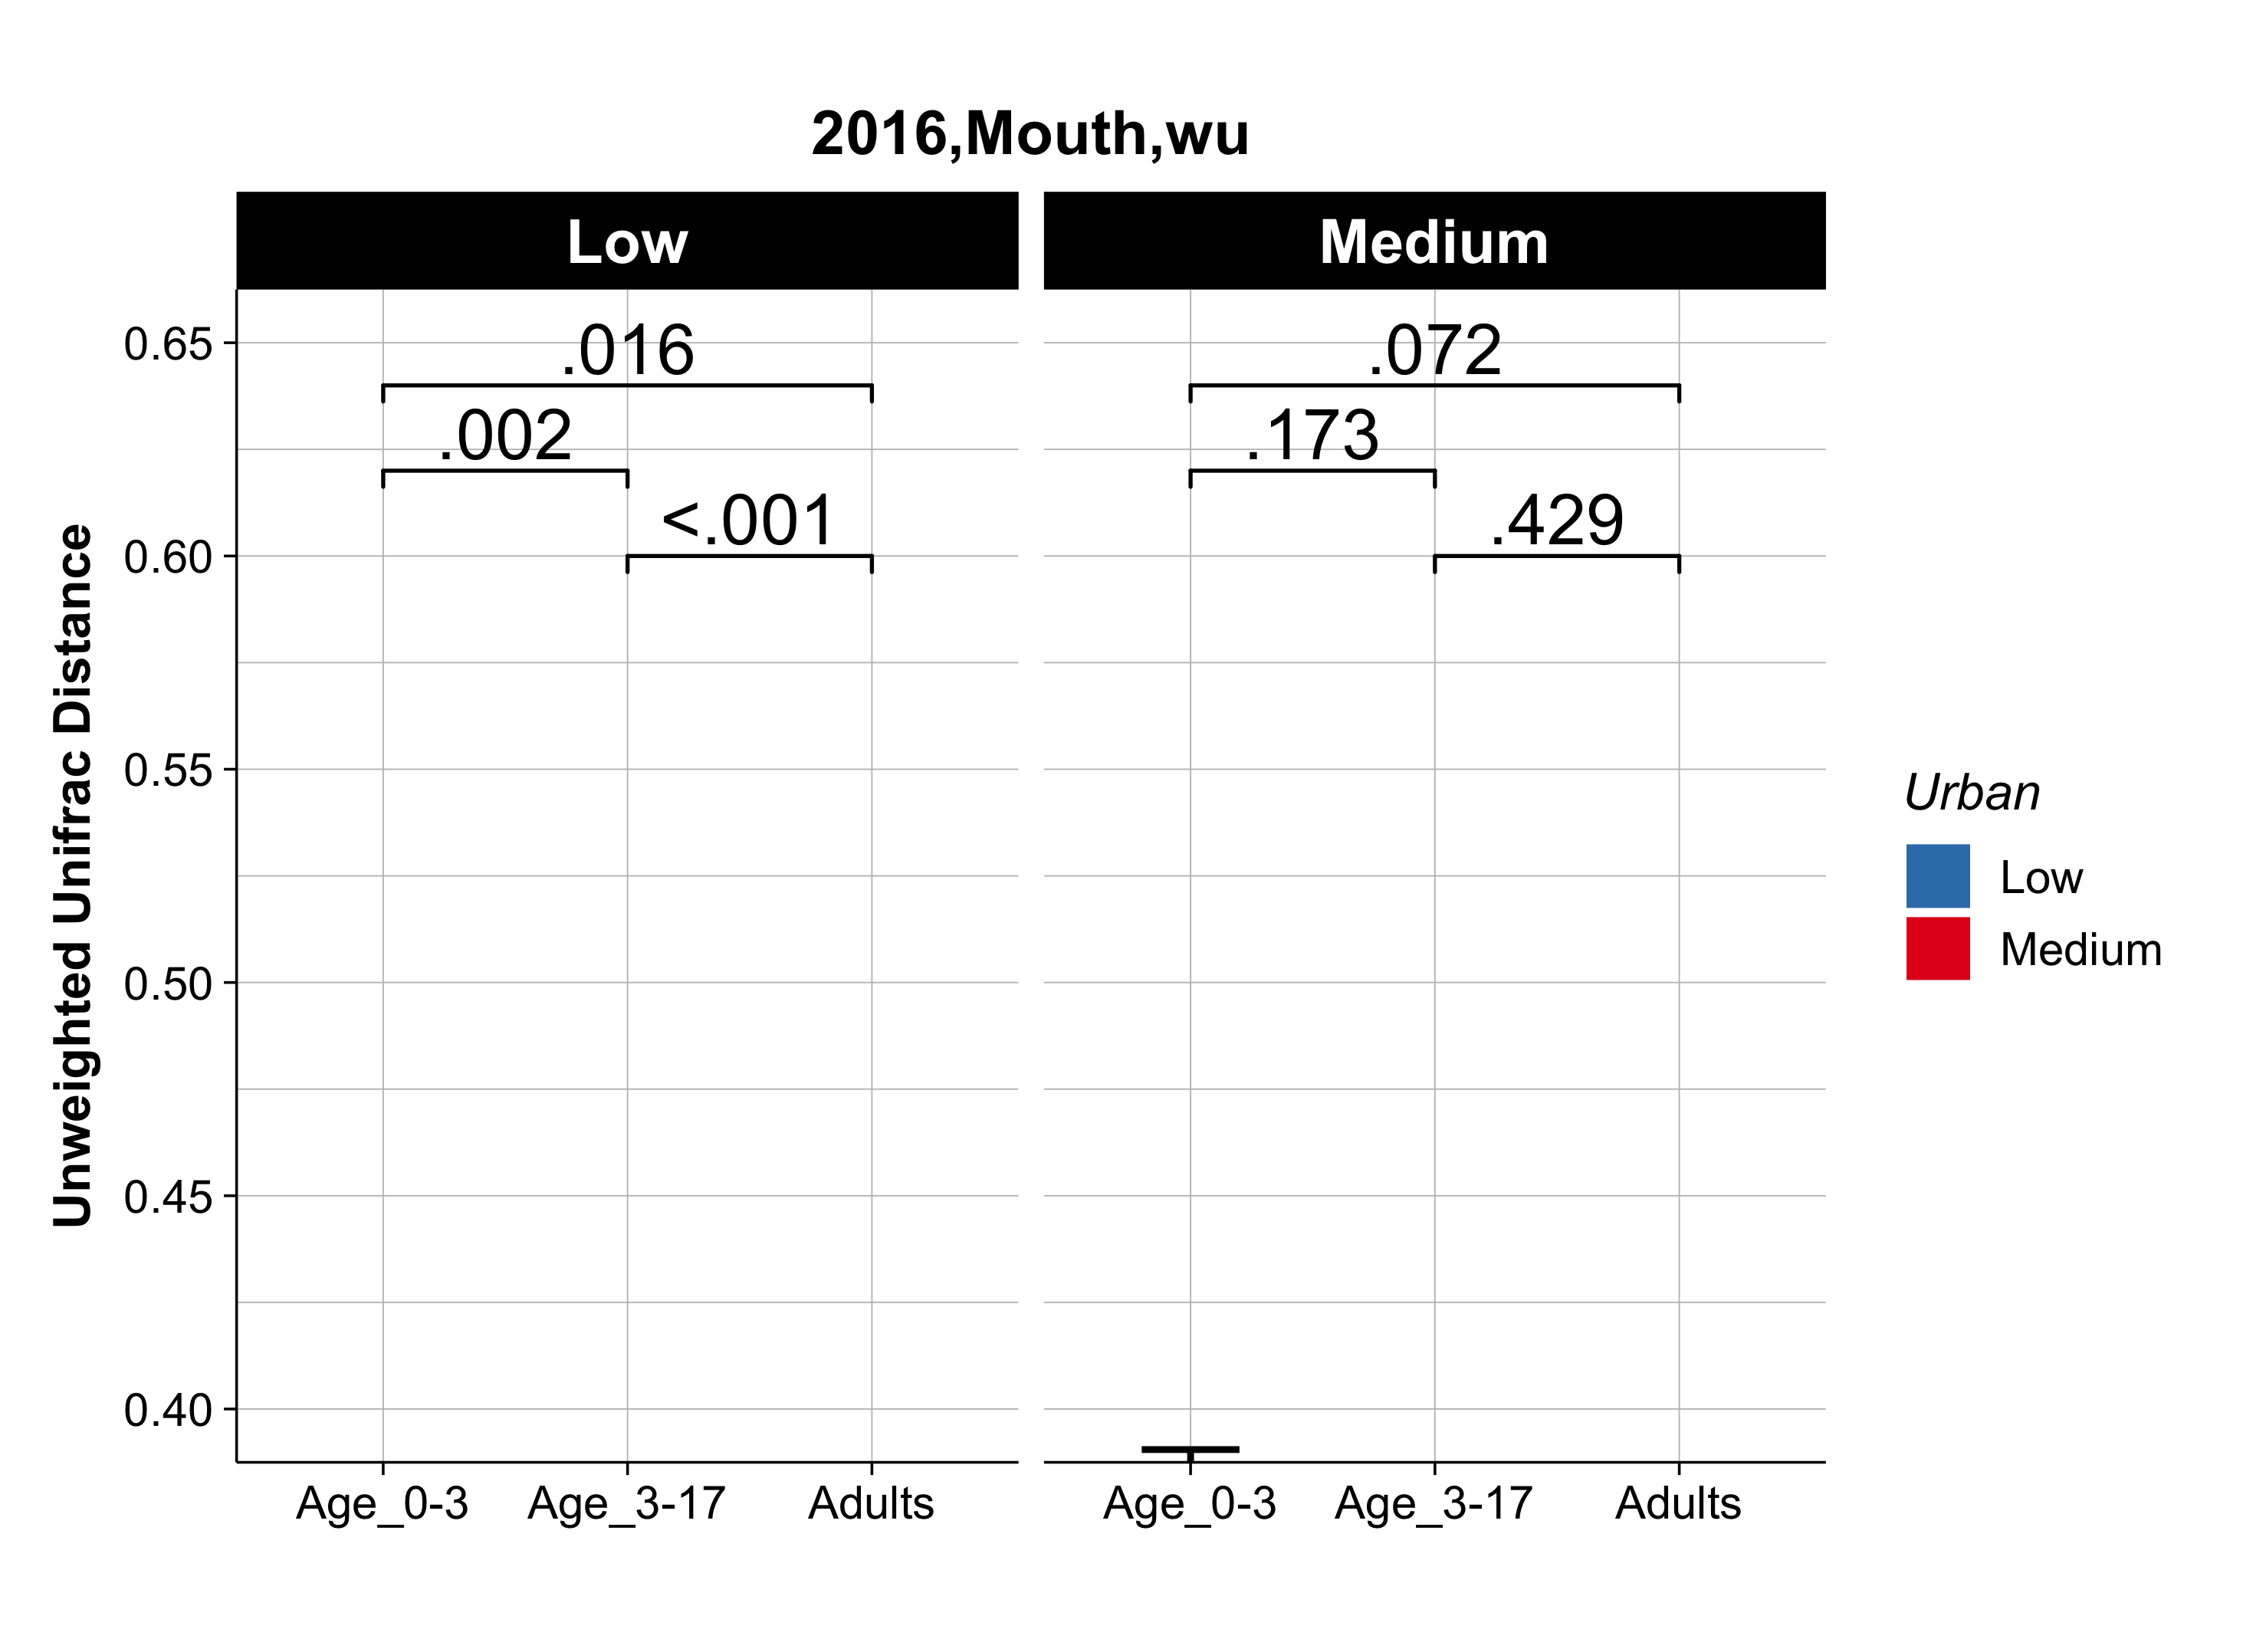 2016,Mouth,wu
Low
Medium
Unweighted Unifrac Distance
0.65
0.60
0.55
0.50
0.45
0.40
.016
.002
<.001
.072
.173
.429
Age_0-3
Age_3-17
Adults
Age_0-3
Age_3-17
Adults
Urban
Low
Medium